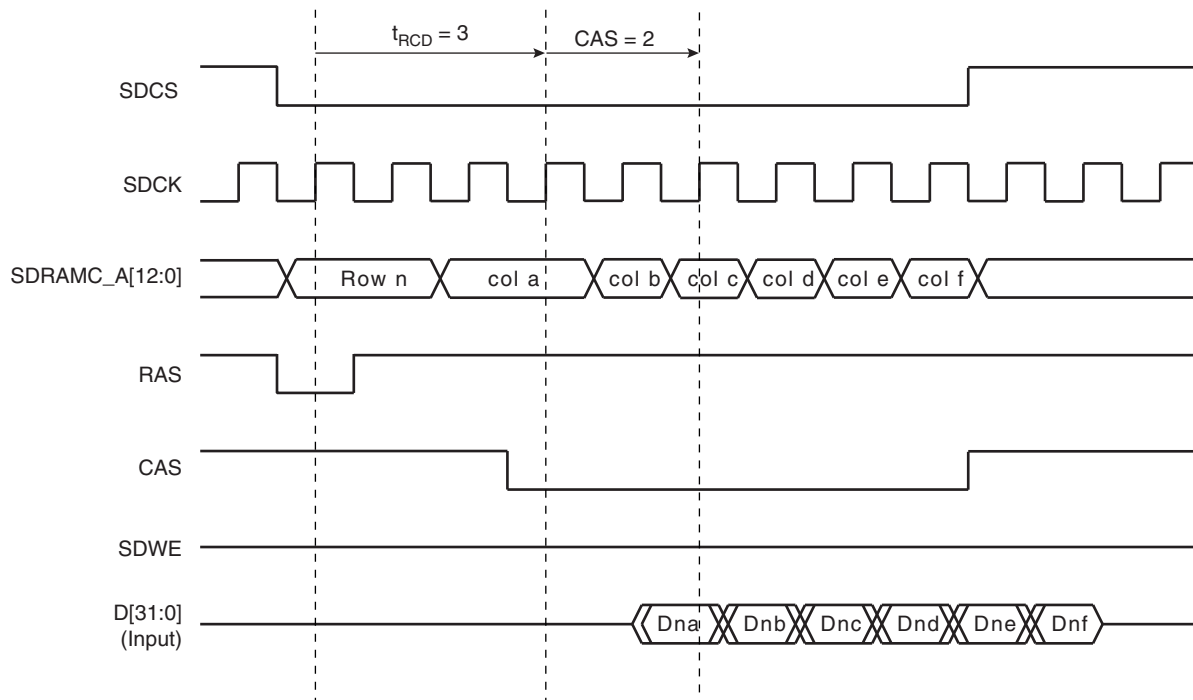 tRCD = 3
CAS = 2
SDCS
SDCK
SDRAMC_A[12:0]
Row n
col a
col b
col c
col d
col e
col f
RAS
CAS
SDWE
D[31:0]
(Input)
Dna
Dnb
Dnc
Dnd
Dne
Dnf